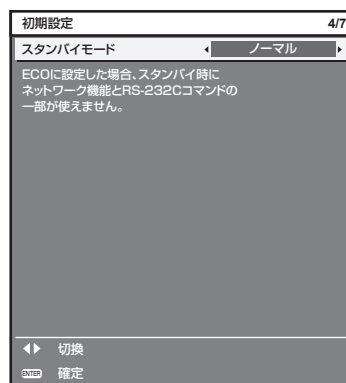 初期設定 4/7
スタンバイモード ノーマル
ECOに設定した場合、スタンバイ時に
ネットワーク機能とRS-232Cコマンドの
一部が使えません。
切換
ENTER 確定